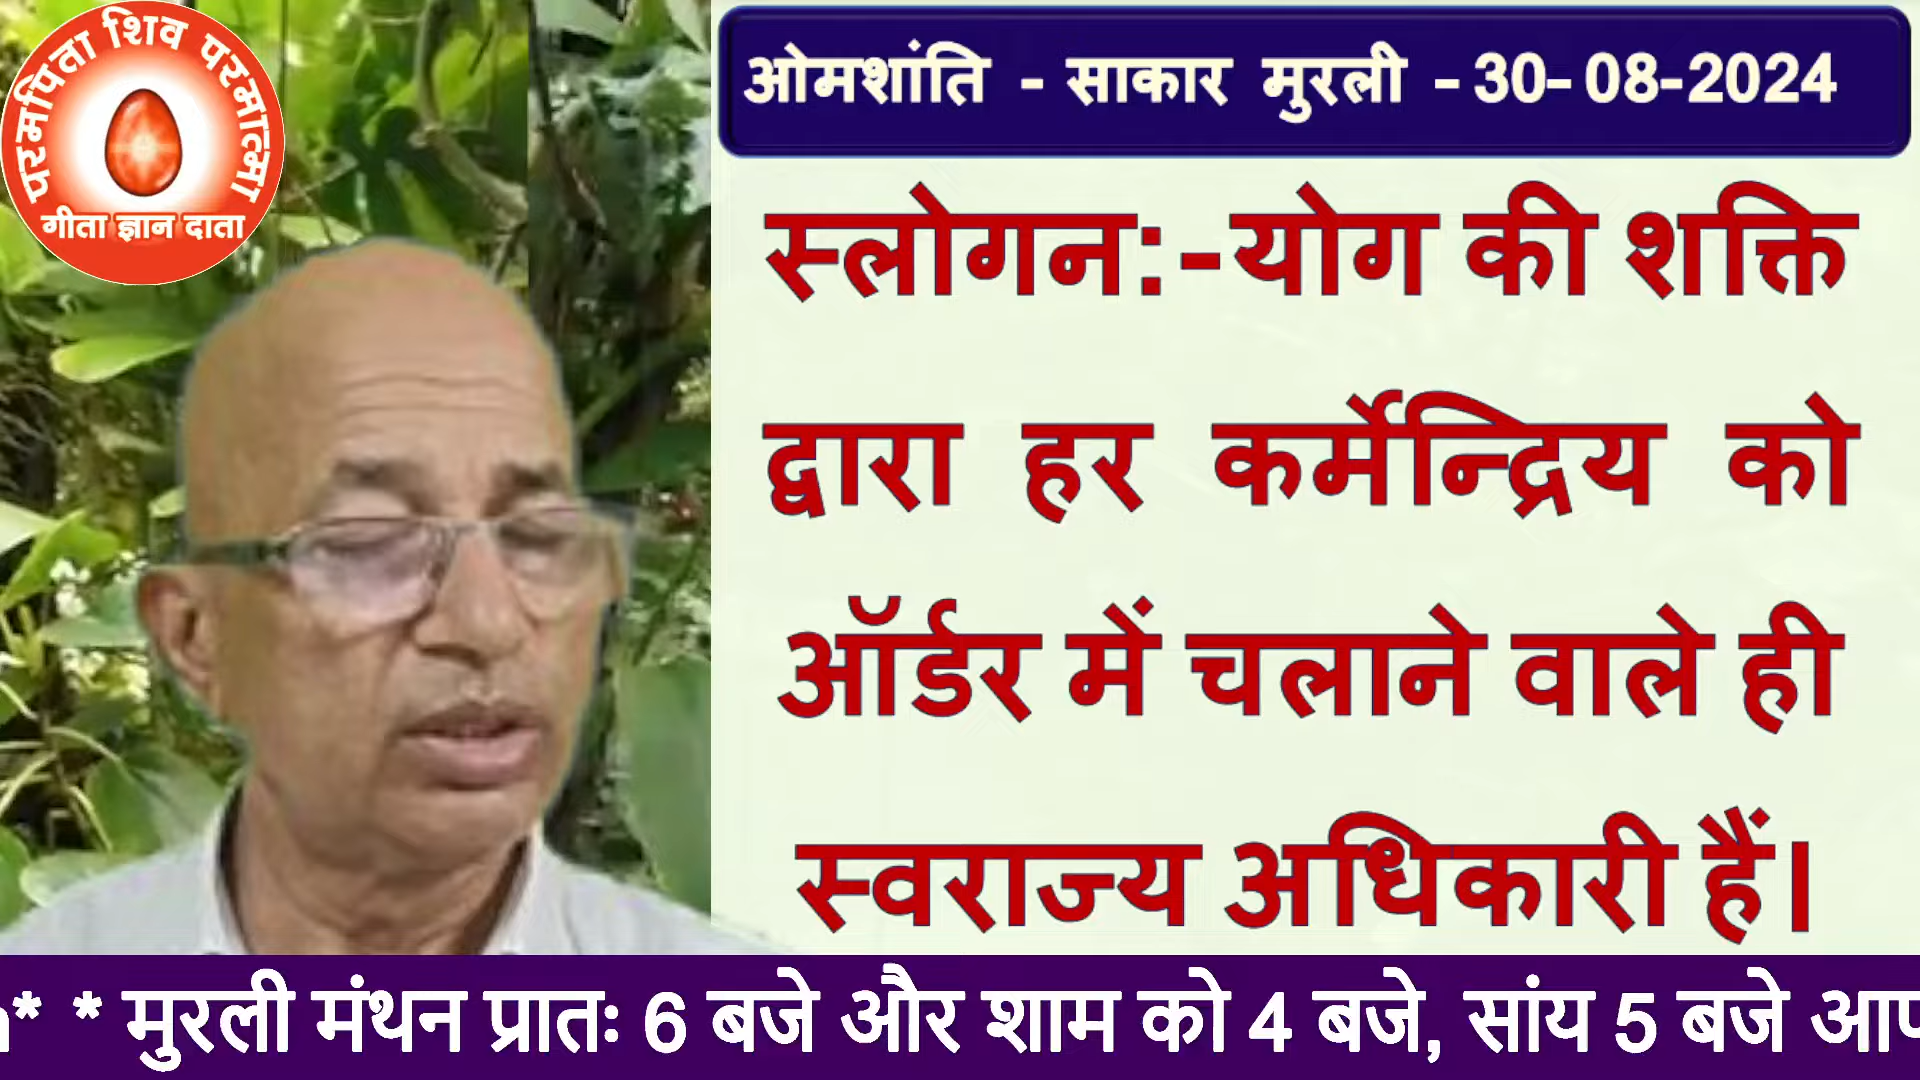 परमपिता शिव परमात्मा
गीता ज्ञान दाता
ओमशांति - साकार मुरली -30-08-2024
स्लोगन:-योग की शक्ति
द्वारा हर कर्मेन्द्रिय को
ऑर्डर में चलाने वाले ही
स्वराज्य अधिकारी हैं।
* * मुरली मंथन प्रातः 6 बजे और शाम को 4 बजे, सांय 5 बजे